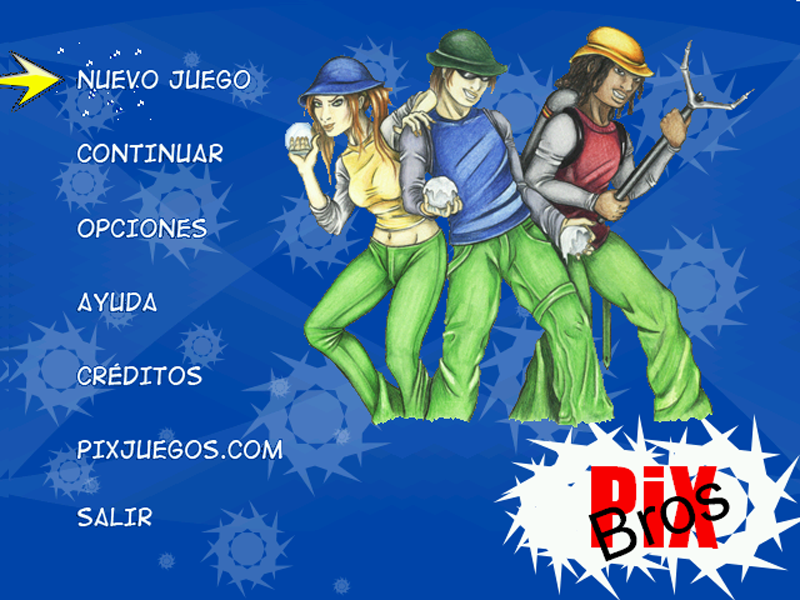 NUEVO JUEGO
CONTINUAR
OPCIONES
AYUDA
CRÉDITOS
PIXJUEGOS.COM
SALIR
PiX
Bros